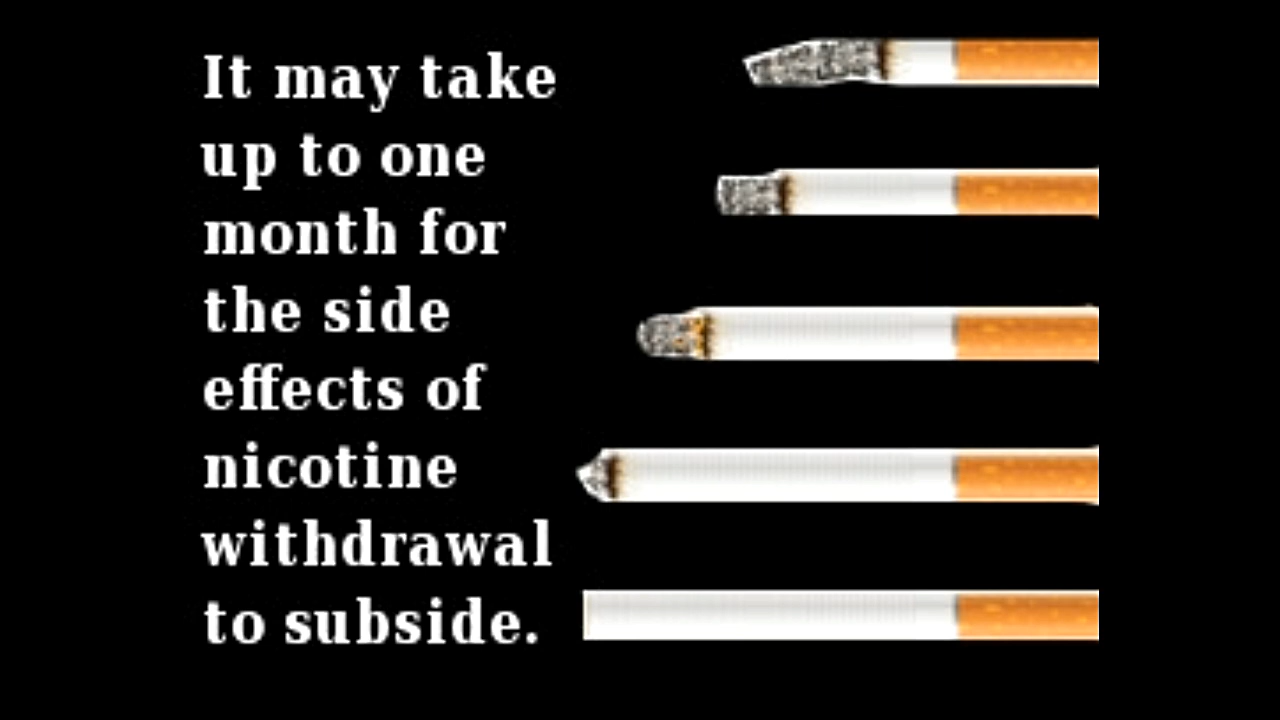 It may take
up to one
month for
the side
effects of
nicotine
withdrawal
to subside.